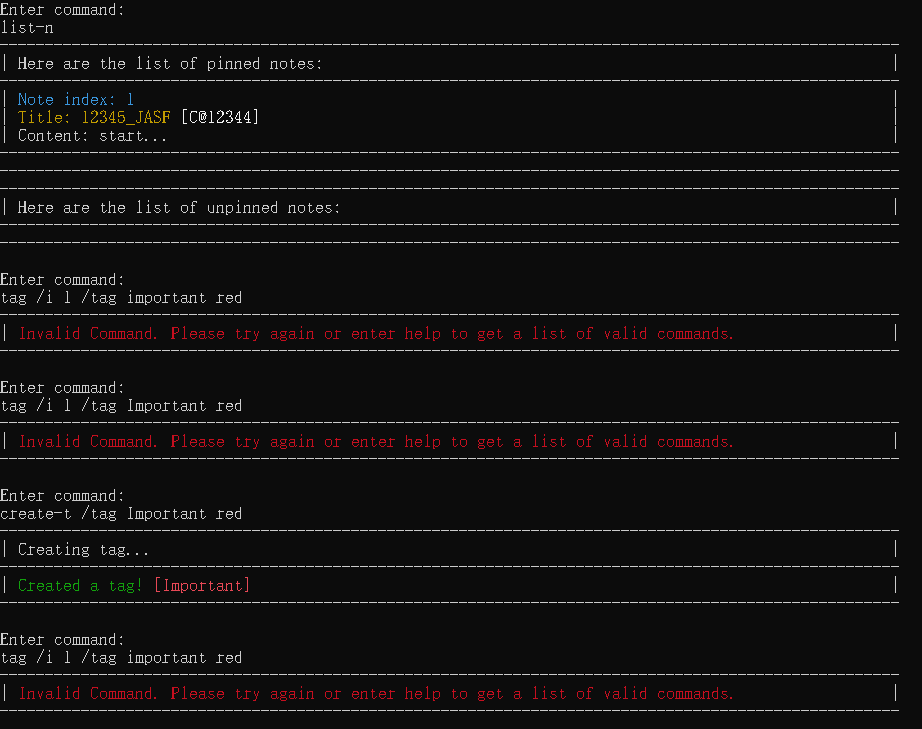 Enter command:
list-n
| Here are the list of pinned notes: |
| Note index: 1 |
| Title: 12345_JASF [C@12344] |
| Content: start... |
| Here are the list of unpinned notes: |
Enter command:
tag /i 1 /tag important red
| Invalid Command. Please try again or enter help to get a list of valid commands. |
Enter command:
tag /i 1 /tag Important red
| Invalid Command. Please try again or enter help to get a list of valid commands. |
Enter command:
create-t /tag Important red
| Creating tag... |
| Created a tag! [Important] |
Enter command:
tag /i 1 /tag important red
| Invalid Command. Please try again or enter help to get a list of valid commands. |